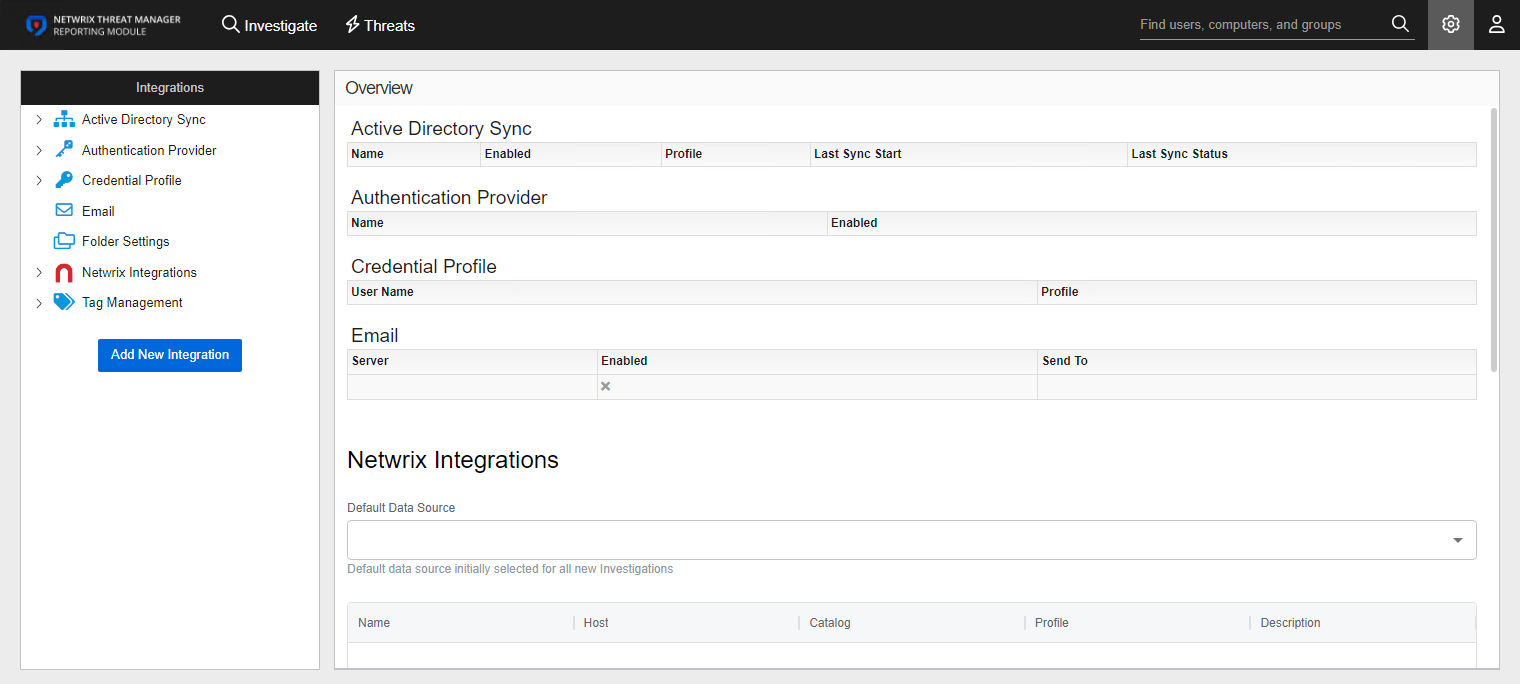 NETWRIX THREAT MANAGER
REPORTING MODULE
Investigate
Threats
Find users, computers, and groups
Integrations
Active Directory Sync
Authentication Provider
Credential Profile
Email
Folder Settings
Netwrix Integrations
Tag Management
Add New Integration
Overview
Active Directory Sync
Name Enabled Profile Last Sync Start Last Sync Status
Authentication Provider
Name Enabled
Credential Profile
User Name Profile
Email
Server Enabled Send To
Netwrix Integrations
Default Data Source
Default data source initially selected for all new Investigations
Name Host Catalog Profile Description